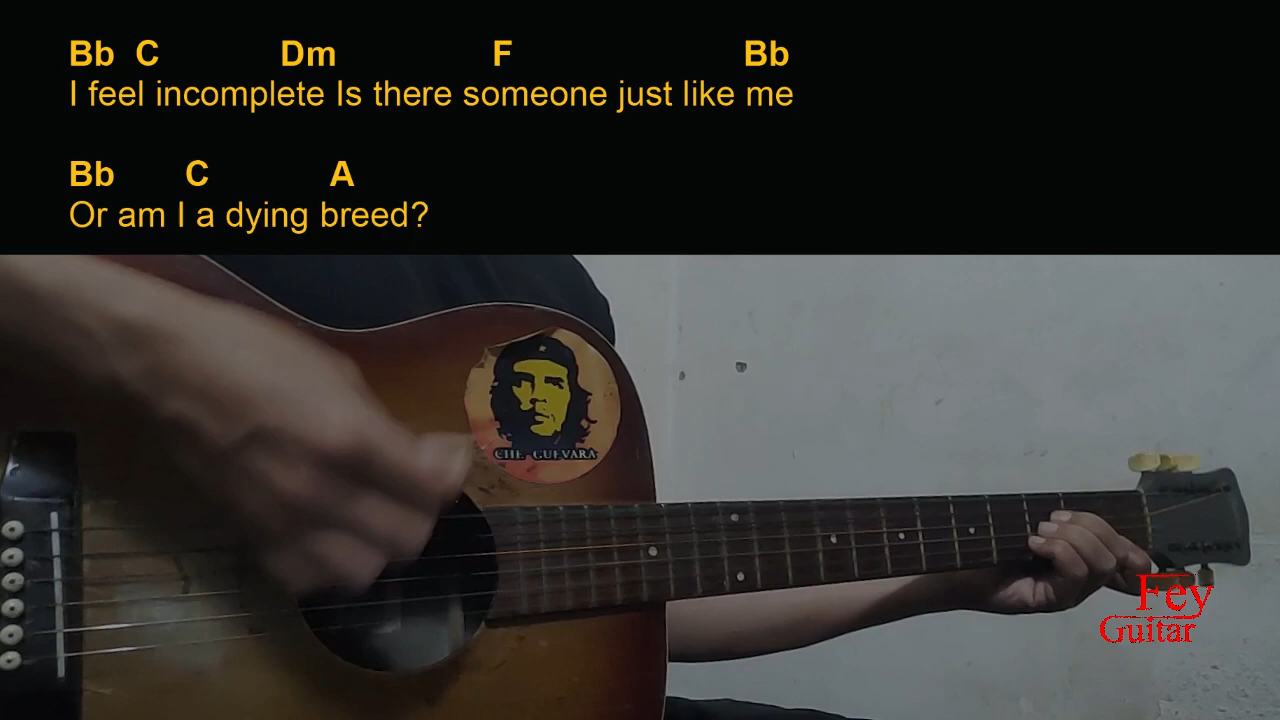 Bb C Dm F Bb
I feel incomplete Is there someone just like me
Bb C A
Or am I a dying breed?
CHE GUEVARA
Fey
Guitar